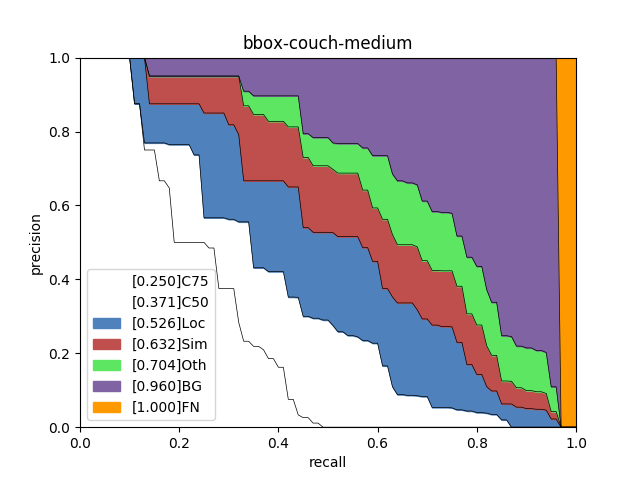 bbox-couch-medium
1.0
0.8
0.6
0.4
0.2
0.0
precision
[0.250]C75
[0.371]C50
[0.526]Loc
[0.632]Sim
[0.704]Oth
[0.960]BG
[1.000]FN
0.0 0.2 0.4 0.6 0.8 1.0
recall